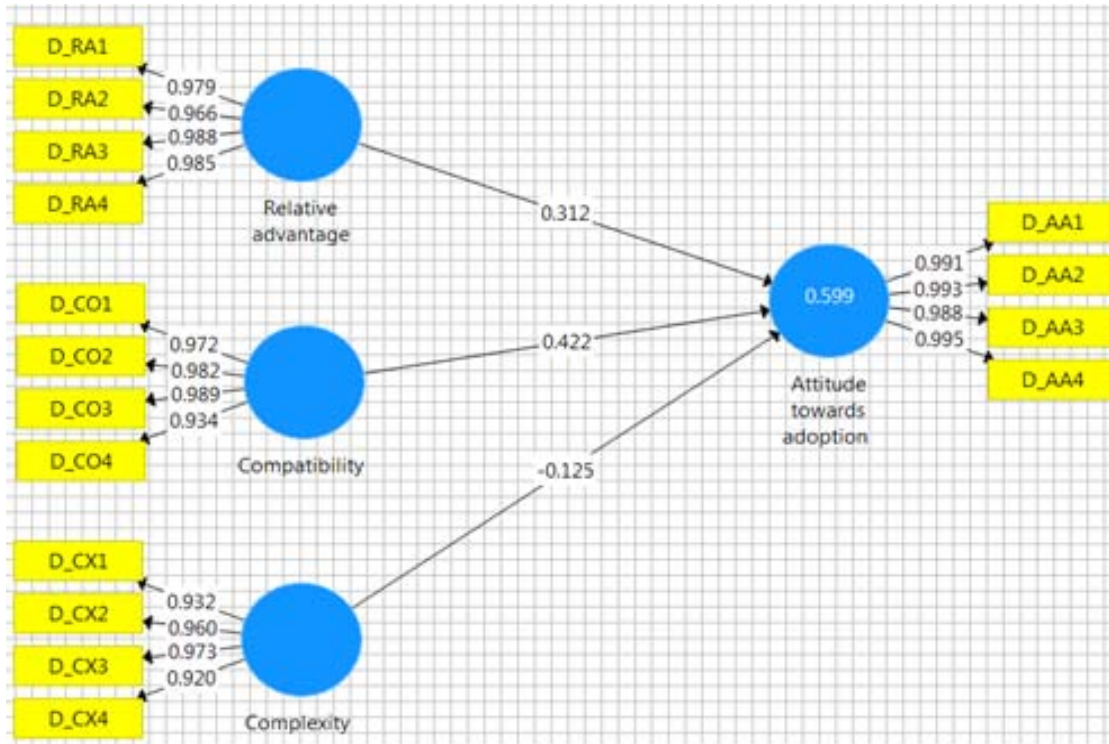 D_RA1
0.979
D_RA2
0.966
D_RA3
0.988
0.985
D_RA4
Relative
advantage
0.312
D_AA1
0.991
D_AA2
0.993
0.988
D_AA3
0.995
D_AA4
0.599
Attitude
towards
adoption
D_CO1
0.972
D_CO2
0.982
D_CO3
0.989
0.934
D_CO4
Compatibility
0.422
-0.125
D_CX1
0.932
D_CX2
0.960
D_CX3
0.973
0.920
D_CX4
Complexity